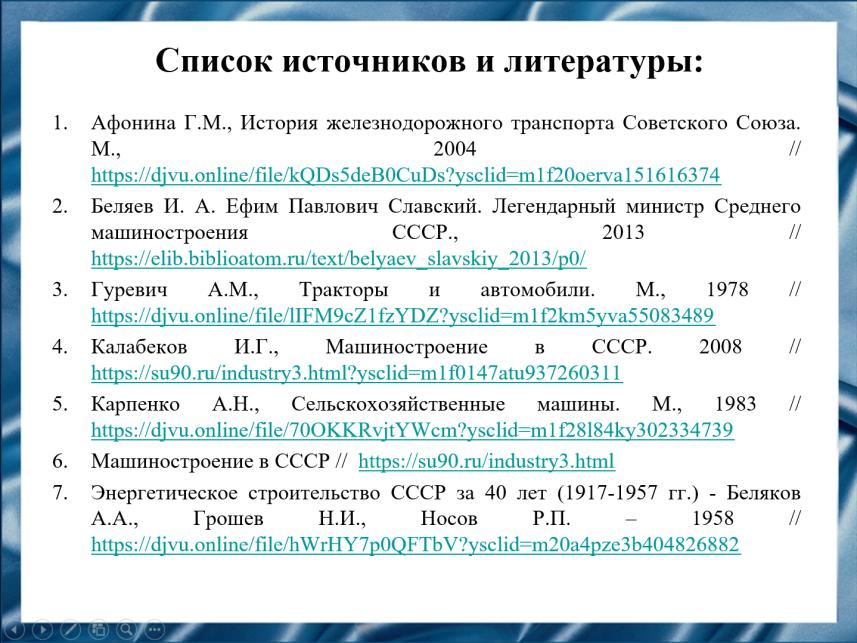 Список источников и литературы:
1. Афонина Г.М., История железнодорожного транспорта Советского Союза.
М., 2004 //
https://djvu.online/file/kQDs5deB0CuDs?ysclid=m1f20oerva151616374
2. Беляев И. А. Ефим Павлович Славский. Легендарный министр Среднего
машиностроения СССР., 2013 //
https://elib.biblioatom.ru/text/belyaev_slavskiy_2013/p0/
3. Гуревич А.М., Тракторы и автомобили. М., 1978 //
https://djvu.online/file/lIFM9cZ1fzYDZ?ysclid=m1f2km5yva55083489
4. Калабеков И.Г., Машиностроение в СССР. 2008 //
https://su90.ru/industry3.html?ysclid=m1f0147atu937260311
5. Карпенко А.Н., Сельскохозяйственные машины. М., 1983 //
https://djvu.online/file/70OKKRvjtYWcm?ysclid=m1f28l84ky302334739
6. Машиностроение в СССР // https://su90.ru/industry3.html
7. Энергетическое строительство СССР за 40 лет (1917-1957 гг.) - Беляков
А.А., Грошев Н.И., Носов Р.П. – 1958 //
https://djvu.online/file/hWrHY7p0QFTbV?ysclid=m20a4pze3b404826882